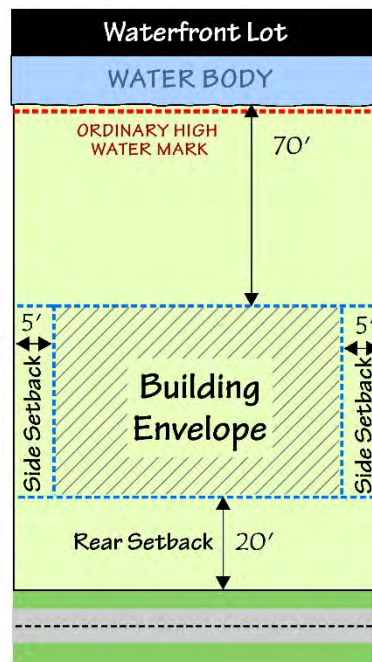 Waterfront Lot
WATER BODY
ORDINARY HIGH
WATER MARK
70'
5'
5'
Side Setback
Building
Envelope
Side Setback
Rear Setback
20'